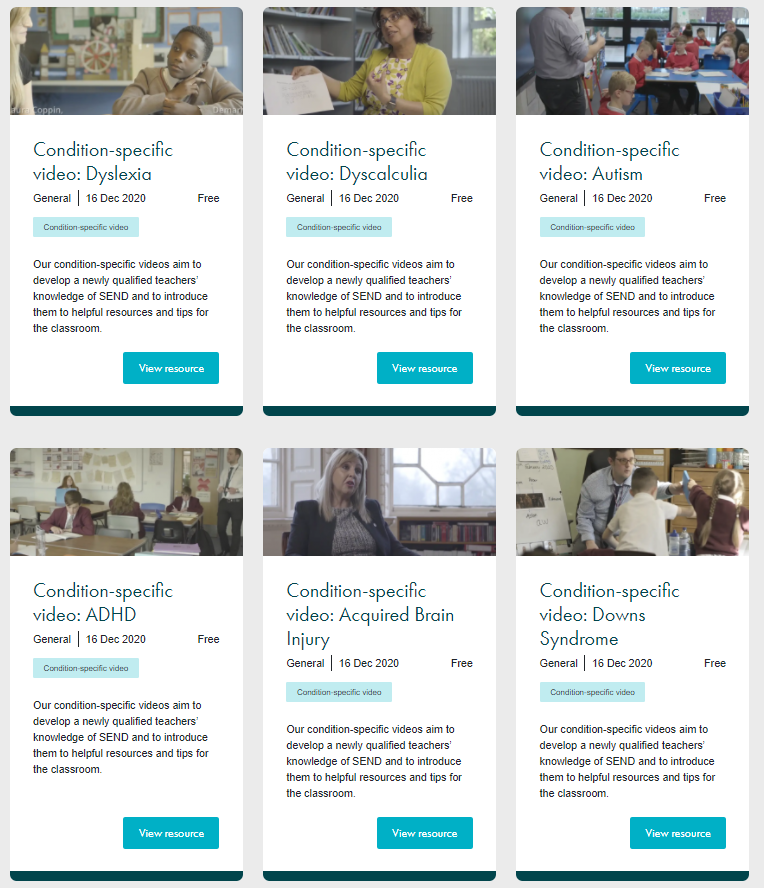 Coppin.
Condition-specific
video: Dyslexia
General | 16 Dec 2020 Free
Condition-specific video
Our condition-specific videos aim to
develop a newly qualified teachers'
knowledge of SEND and to introduce
them to helpful resources and tips for
the classroom.
View resource
Condition-specific
video: Dyscalculia
General | 16 Dec 2020 Free
Condition-specific video
Our condition-specific videos aim to
develop a newly qualified teachers'
knowledge of SEND and to introduce
them to helpful resources and tips for
the classroom.
View resource
Condition-specific
video: Autism
General | 16 Dec 2020 Free
Condition-specific video
Our condition-specific videos aim to
develop a newly qualified teachers'
knowledge of SEND and to introduce
them to helpful resources and tips for
the classroom.
View resource
Condition-specific
video: ADHD
General | 16 Dec 2020 Free
Condition-specific video
Our condition-specific videos aim to
develop a newly qualified teachers'
knowledge of SEND and to introduce
them to helpful resources and tips for
the classroom.
View resource
Condition-specific
video: Acquired Brain
Injury
General | 16 Dec 2020 Free
Condition-specific video
Our condition-specific videos aim to
develop a newly qualified teachers'
knowledge of SEND and to introduce
them to helpful resources and tips for
the classroom.
View resource
Condition-specific
video: Downs
Syndrome
General | 16 Dec 2020 Free
Condition-specific video
Our condition-specific videos aim to
develop a newly qualified teachers'
knowledge of SEND and to introduce
them to helpful resources and tips for
the classroom.
View resource